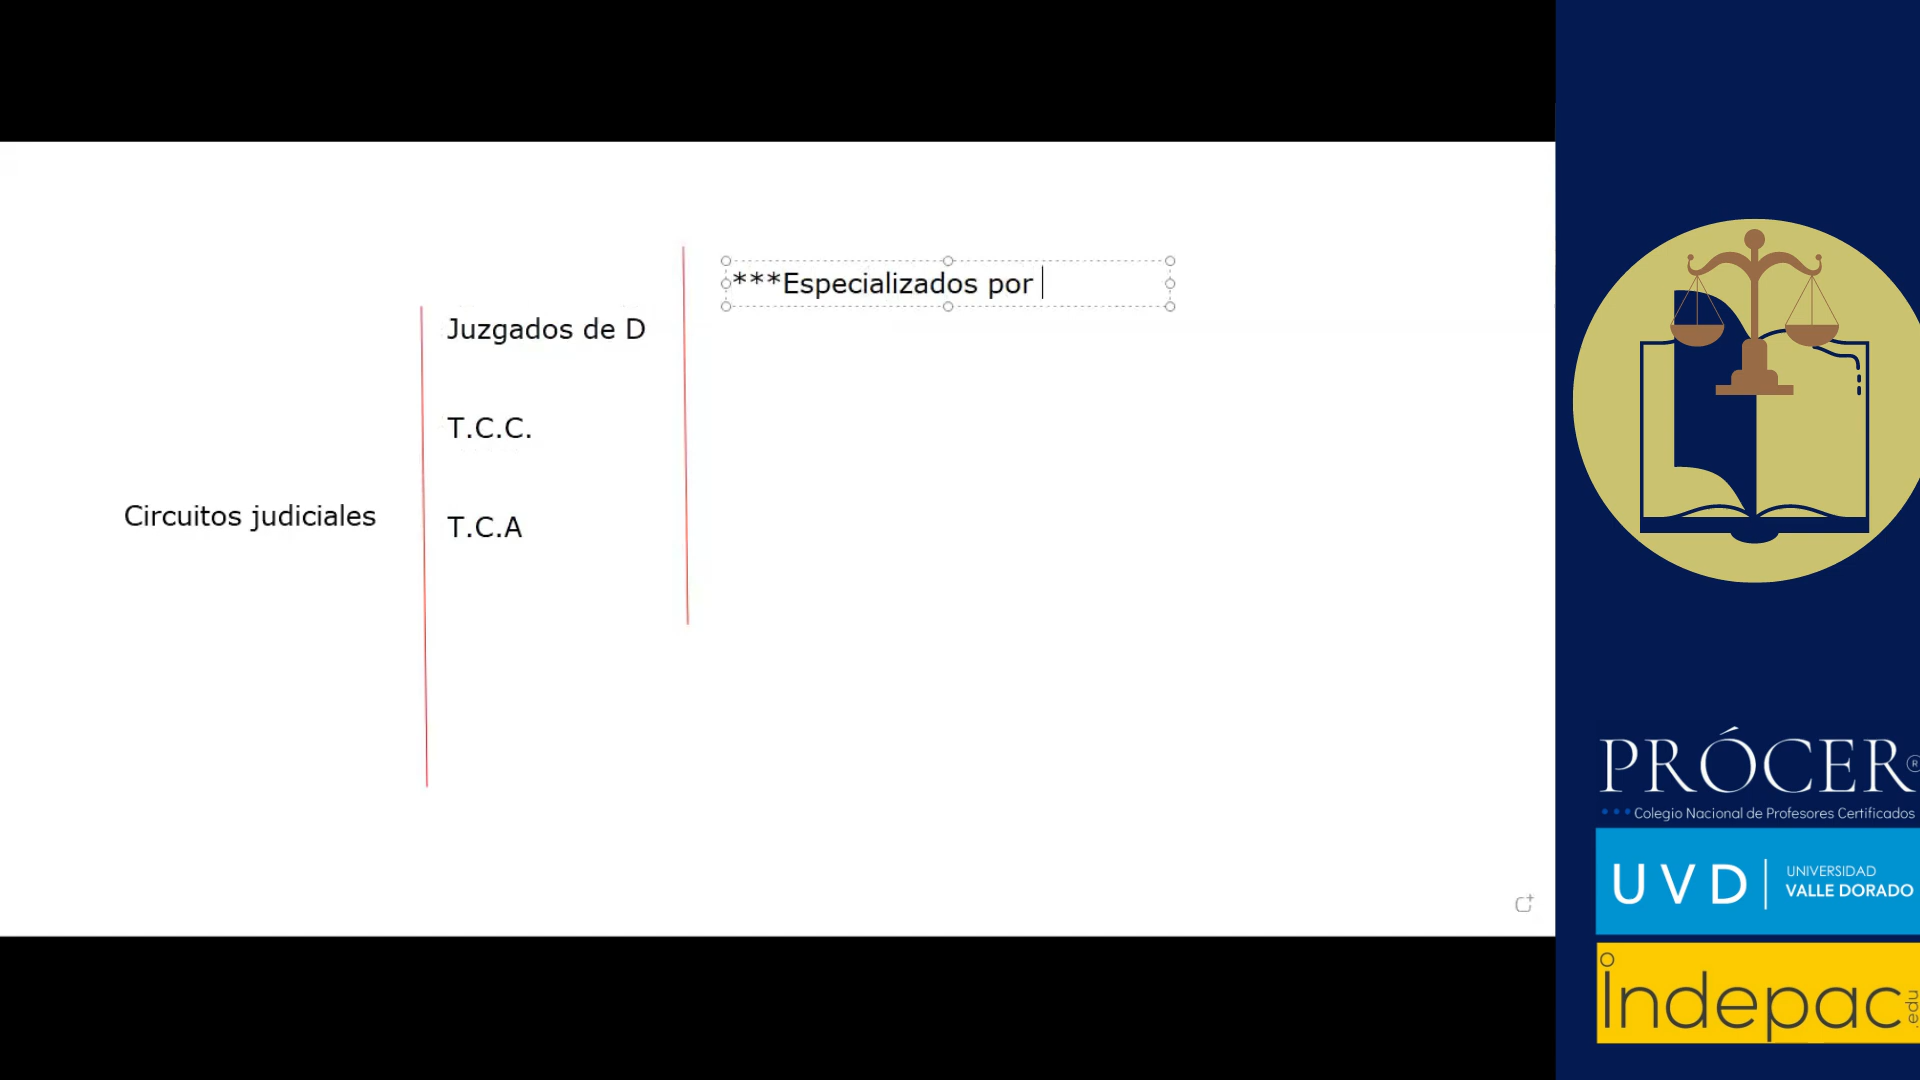 ***Especializados por
Juzgados de D
T.C.C.
Circuitos judiciales
T.C.A
PRÓCER®
Colegio Nacional de Profesores Certificados
UVD UNIVERSIDAD
VALLE DORADO
indepac.edu